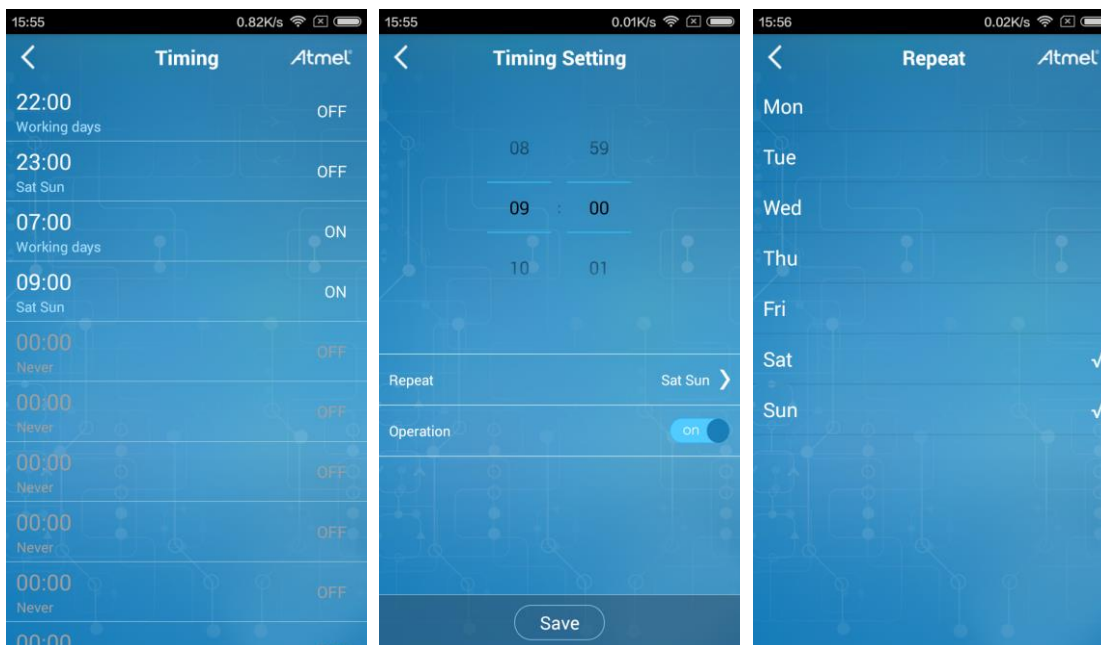 15:55 0.82K/s
Timing Atmel
22:00 OFF
Working days
23:00 OFF
Sat Sun
07:00 ON
Working days
09:00 ON
Sat Sun
00:00 OFF
Never
00:00 OFF
Never
00:00 OFF
Never
00:00 OFF
Never
00:00 OFF
Never
00:00
15:55 0.01K/s
Timing Setting
08 59
09 : 00
10 01
Repeat Sat Sun
Operation on
Save
15:56 0.02K/s
Repeat Atmel
Mon
Tue
Wed
Thu
Fri
Sat √
Sun √